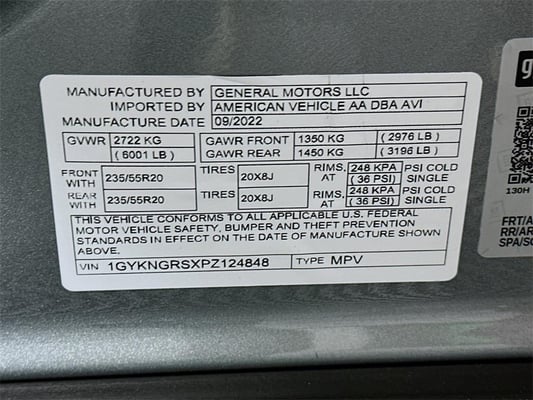 MANUFACTURED BY GENERAL MOTORS LLC
IMPORTED BY AMERICAN VEHICLE AA DBA AVI
MANUFACTURE DATE 09/2022
GVWR 2722 KG GAWR FRONT 1350 KG ( 2976 LB )
( 6001 LB ) GAWR REAR 1450 KG ( 3196 LB )
FRONT WITH 235/55R20 TIRES 20X8J RIMS, AT 248 KPA ( 36 PSI ) PSI COLD SINGLE
REAR WITH 235/55R20 TIRES 20X8J RIMS, AT 248 KPA ( 36 PSI ) PSI COLD SINGLE
THIS VEHICLE CONFORMS TO ALL APPLICABLE U.S. FEDERAL
MOTOR VEHICLE SAFETY, BUMPER AND THEFT PREVENTION
STANDARDS IN EFFECT ON THE DATE OF MANUFACTURE SHOWN
ABOVE.
VIN 1GYKNGRSXPZ124848 TYPE MPV
130H
FRT/A
RR/AR
SPA/S